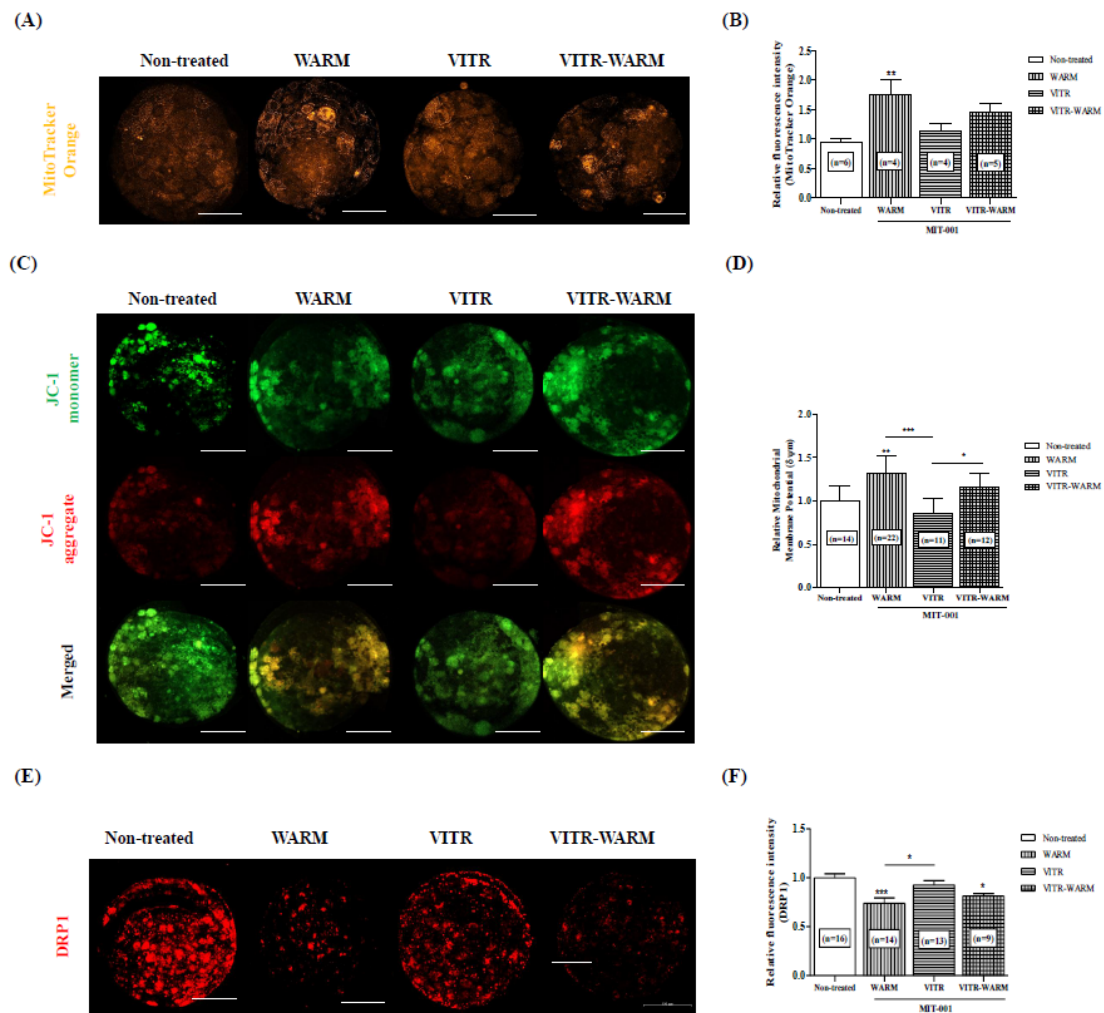 (A)
Non-treated WARM VITR VITR-WARM
MitoTracker
Orange
(B)
Relative fluorescence intensity
(MitoTracker Orange)
2.5
2.0
1.5
1.0
0.5
0.0
**
(n=6) (n=4) (n=4) (n=5)
Non-treated WARM VITR VITR-WARM
MIT-001
Non-treated
WARM
VITR
VITR-WARM
(C)
Non-treated WARM VITR VITR-WARM
JC-1
monomer
JC-1
aggregate
Merged
(D)
Relative Mitochondrial
Membrane Potential (δψm)
2.0
1.5
1.0
0.5
0.0
***
**
*
(n=14) (n=22) (n=11) (n=12)
Non-treated WARM VITR VITR-WARM
MIT-001
Non-treated
WARM
VITR
VITR-WARM
(E)
Non-treated WARM VITR VITR-WARM
DRP1
(F)
Relative fluorescence intensity
(DRP1)
1.5
1.0
0.5
0.0
*
***
*
(n=16) (n=14) (n=13) (n=9)
Non-treated WARM VITR VITR-WARM
MIT-001
Non-treated
WARM
VITR
VITR-WARM